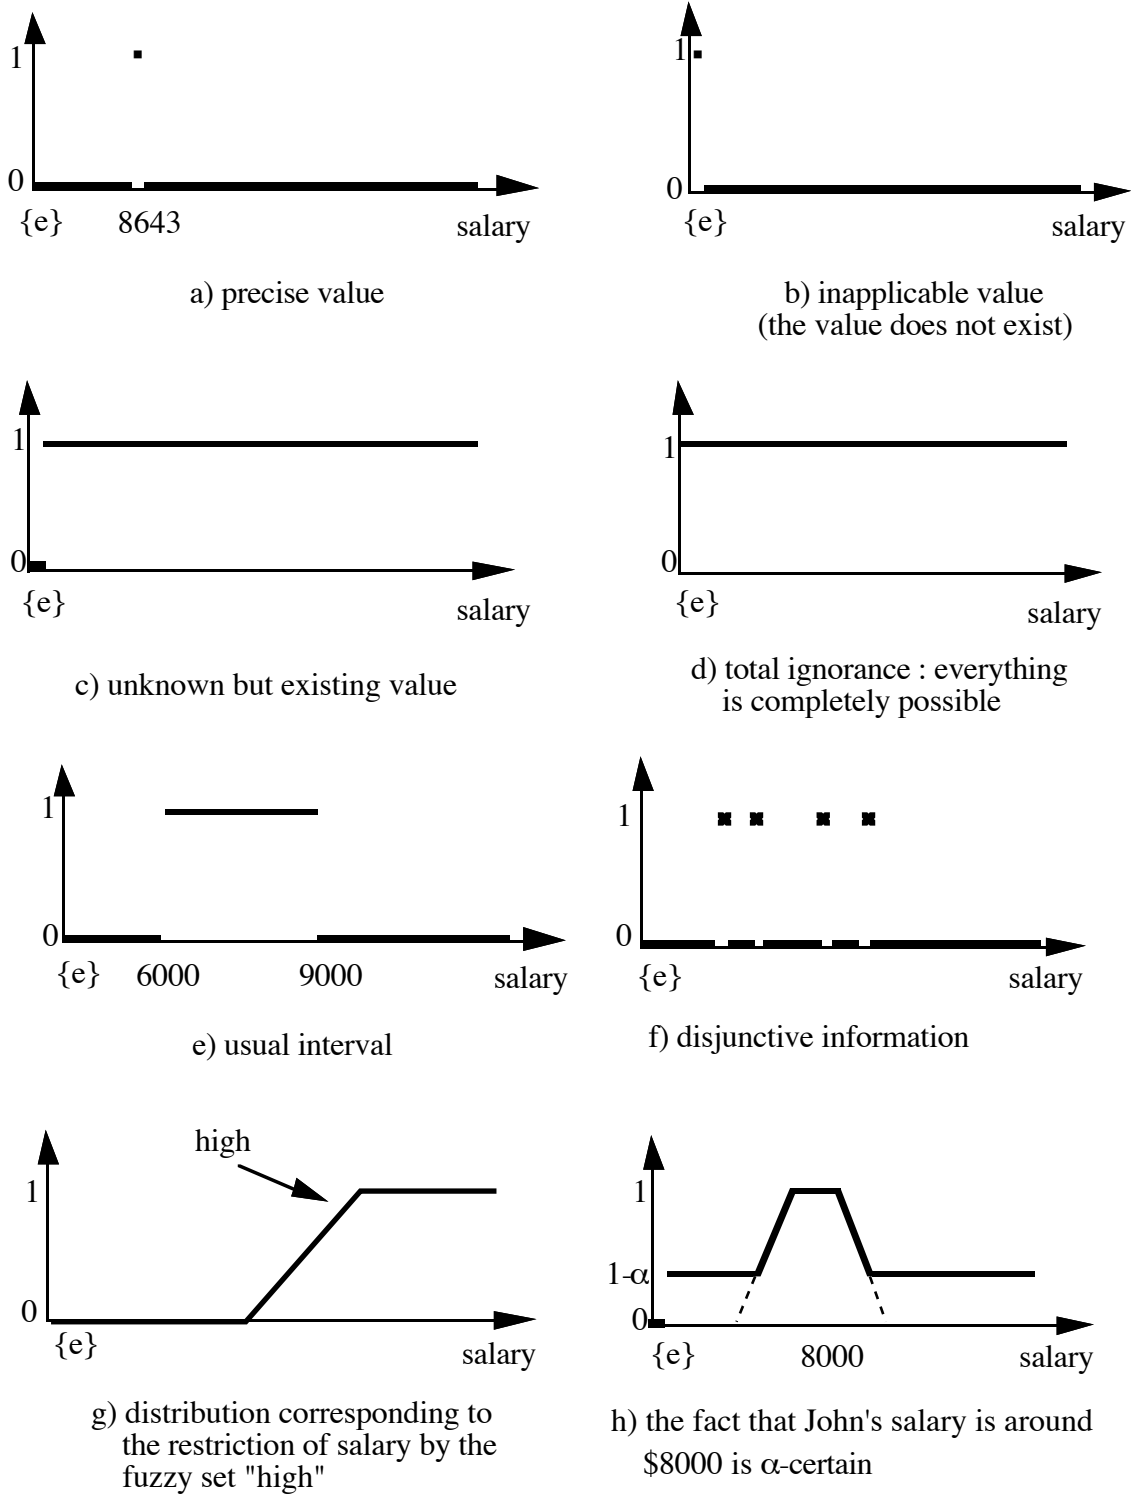 1
0
{e}
8643
salary
a) precise value
1
0
{e}
salary
b) inapplicable value
(the value does not exist)
1
0
{e}
salary
c) unknown but existing value
1
0
{e}
salary
d) total ignorance : everything
is completely possible
1
0
{e}
6000
9000
salary
e) usual interval
1
0
{e}
salary
f) disjunctive information
high
1
0
{e}
salary
g) distribution corresponding to
the restriction of salary by the
fuzzy set "high"
1
1-α
0
{e}
8000
salary
h) the fact that John's salary is around
$8000 is α-certain